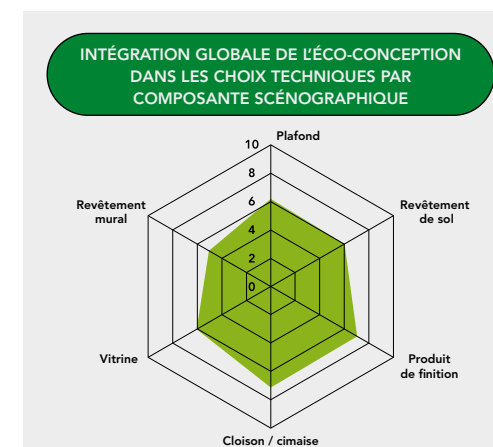 INTÉGRATION GLOBALE DE L'ÉCO-CONCEPTION
DANS LES CHOIX TECHNIQUES PAR
COMPOSANTE SCÉNOGRAPHIQUE
Plafond
10
8
6
4
2
0
Revêtement
mural
Revêtement
de sol
Vitrine
Produit
de finition
Cloison / cimaise